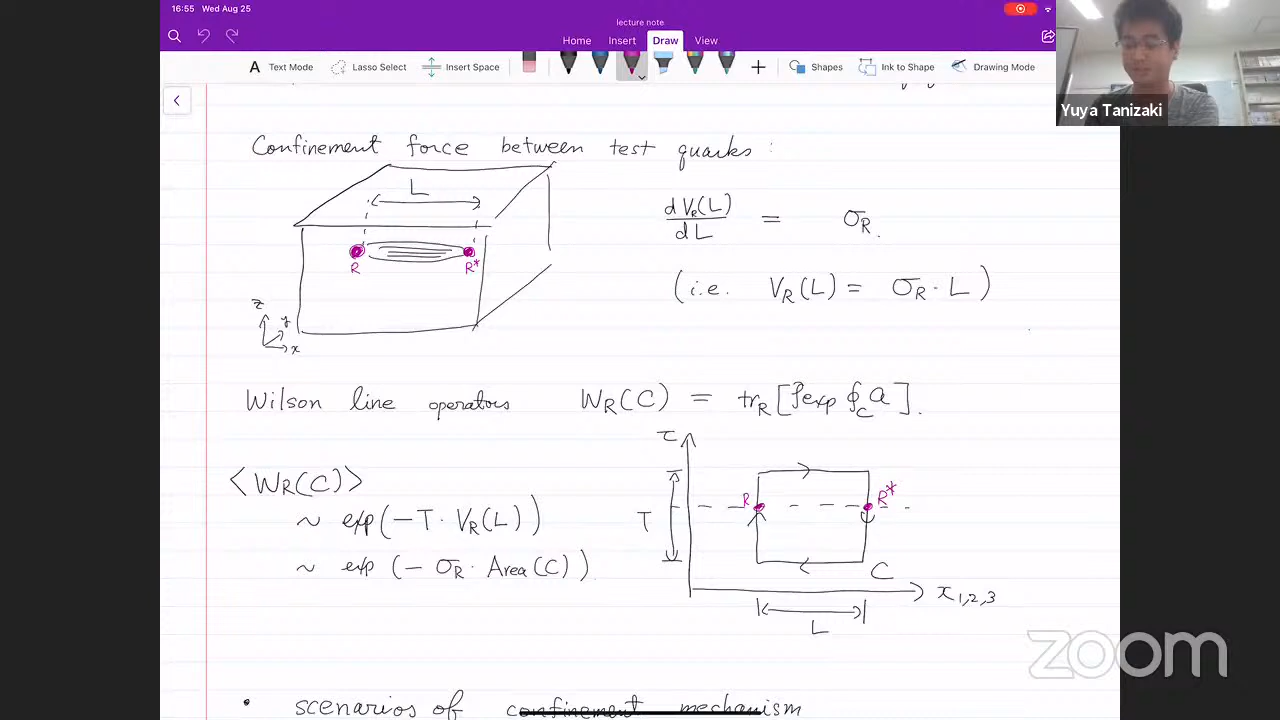 16:55 Wed Aug 25
lecture note
Home Insert Draw View
Text Mode Lasso Select Insert Space Shapes Ink to Shape Drawing Mode
Yuya Tanizaki
Confinement force between test quarks :
L
R R*
z y x
dV_R(L)/dL = σ_R.
(i.e. V_R(L) = σ_R · L)
Wilson line operators W_R(C) = tr_R [P exp ∮_C a].
⟨W_R(C)⟩
~ exp(-T · V_R(L))
~ exp(-σ_R · Area(C)).
τ
T
R R*
C
x_{1,2,3}
L
zoom
• scenarios of confinement mechanism